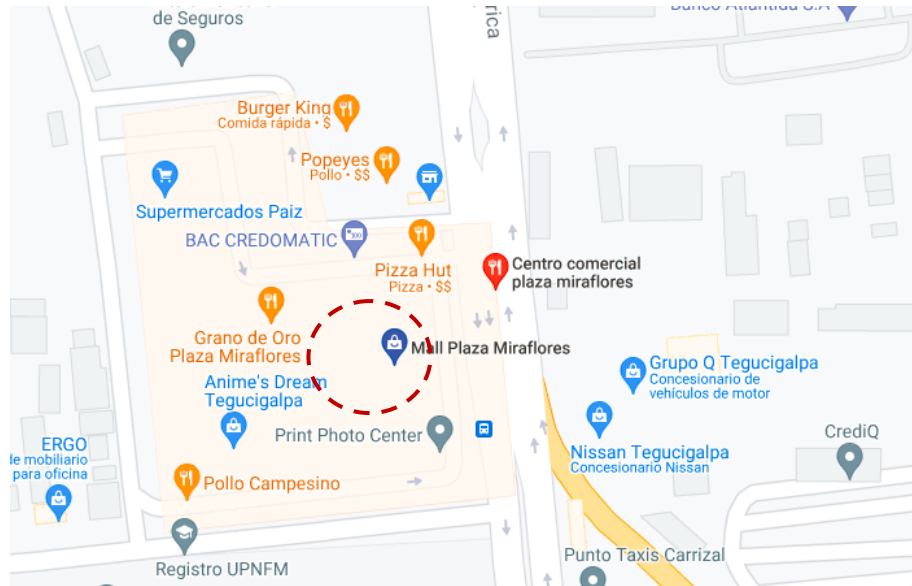 de Seguros
Banco Atlántida S.A
Burger King
Comida rápida • $
Popeyes
Pollo • $$
Supermercados Paiz
BAC CREDOMATIC
Pizza Hut
Pizza • $$
Centro comercial
plaza miraflores
Grano de Oro
Plaza Miraflores
Mall Plaza Miraflores
Grupo Q Tegucigalpa
Concesionario de
vehículos de motor
Anime's Dream
Tegucigalpa
Print Photo Center
ERGO
de mobiliario
para oficina
Nissan Tegucigalpa
Concesionario Nissan
CrediQ
Pollo Campesino
Registro UPNFM
Punto Taxis Carrizal